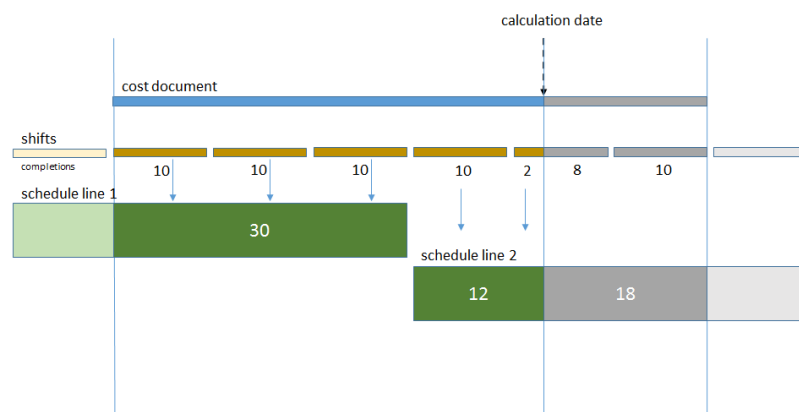 calculation date
cost document
shifts
completions
10 10 10 10 2 8 10
schedule line 1
30
schedule line 2
12 18